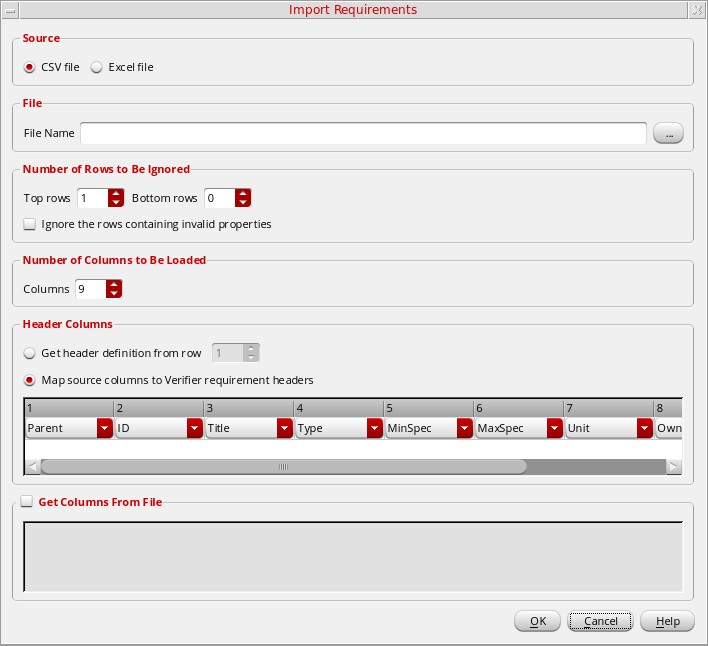 Import Requirements
Source
CSV file Excel file
File
File Name ...
Number of Rows to Be Ignored
Top rows 1 Bottom rows 0
Ignore the rows containing invalid properties
Number of Columns to Be Loaded
Columns 9
Header Columns
Get header definition from row 1
Map source columns to Verifier requirement headers
1 2 3 4 5 6 7 8
Parent ID Title Type MinSpec MaxSpec Unit Own
Get Columns From File
OK Cancel Help